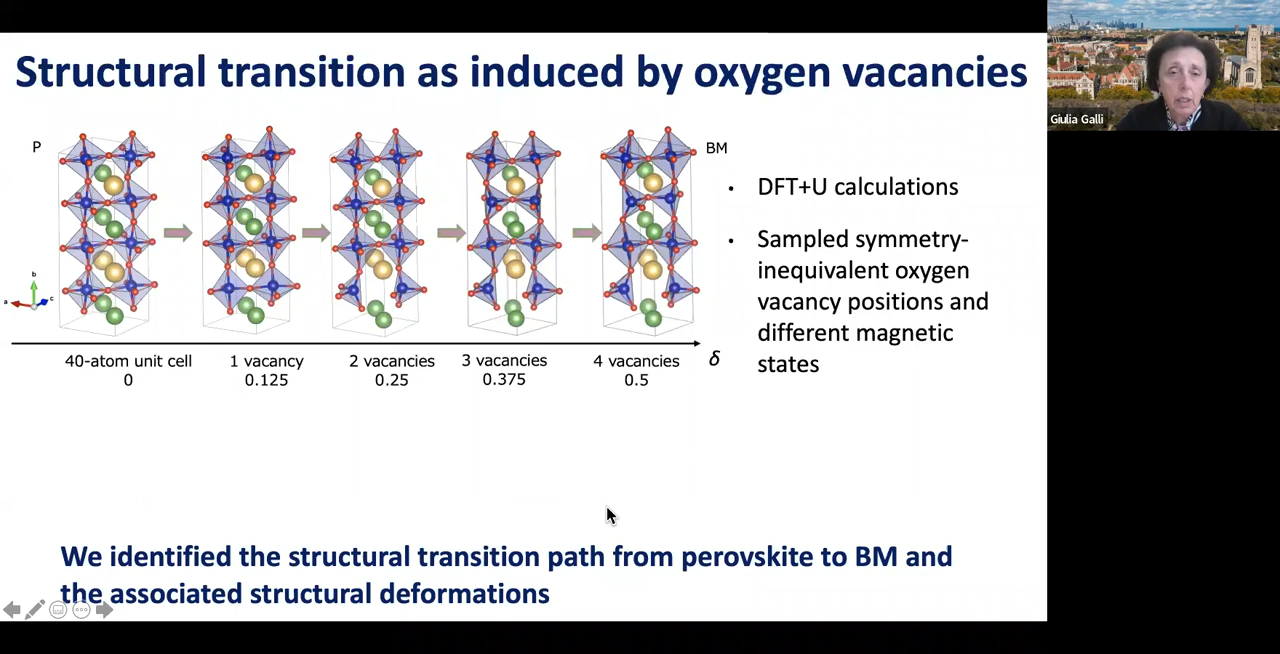 Structural transition as induced by oxygen vacancies
Giulia Galli
P
BM
b
a
c
40-atom unit cell
0
1 vacancy
0.125
2 vacancies
0.25
3 vacancies
0.375
4 vacancies
0.5
δ
• DFT+U calculations
• Sampled symmetry-
inequivalent oxygen
vacancy positions and
different magnetic
states
We identified the structural transition path from perovskite to BM and
the associated structural deformations